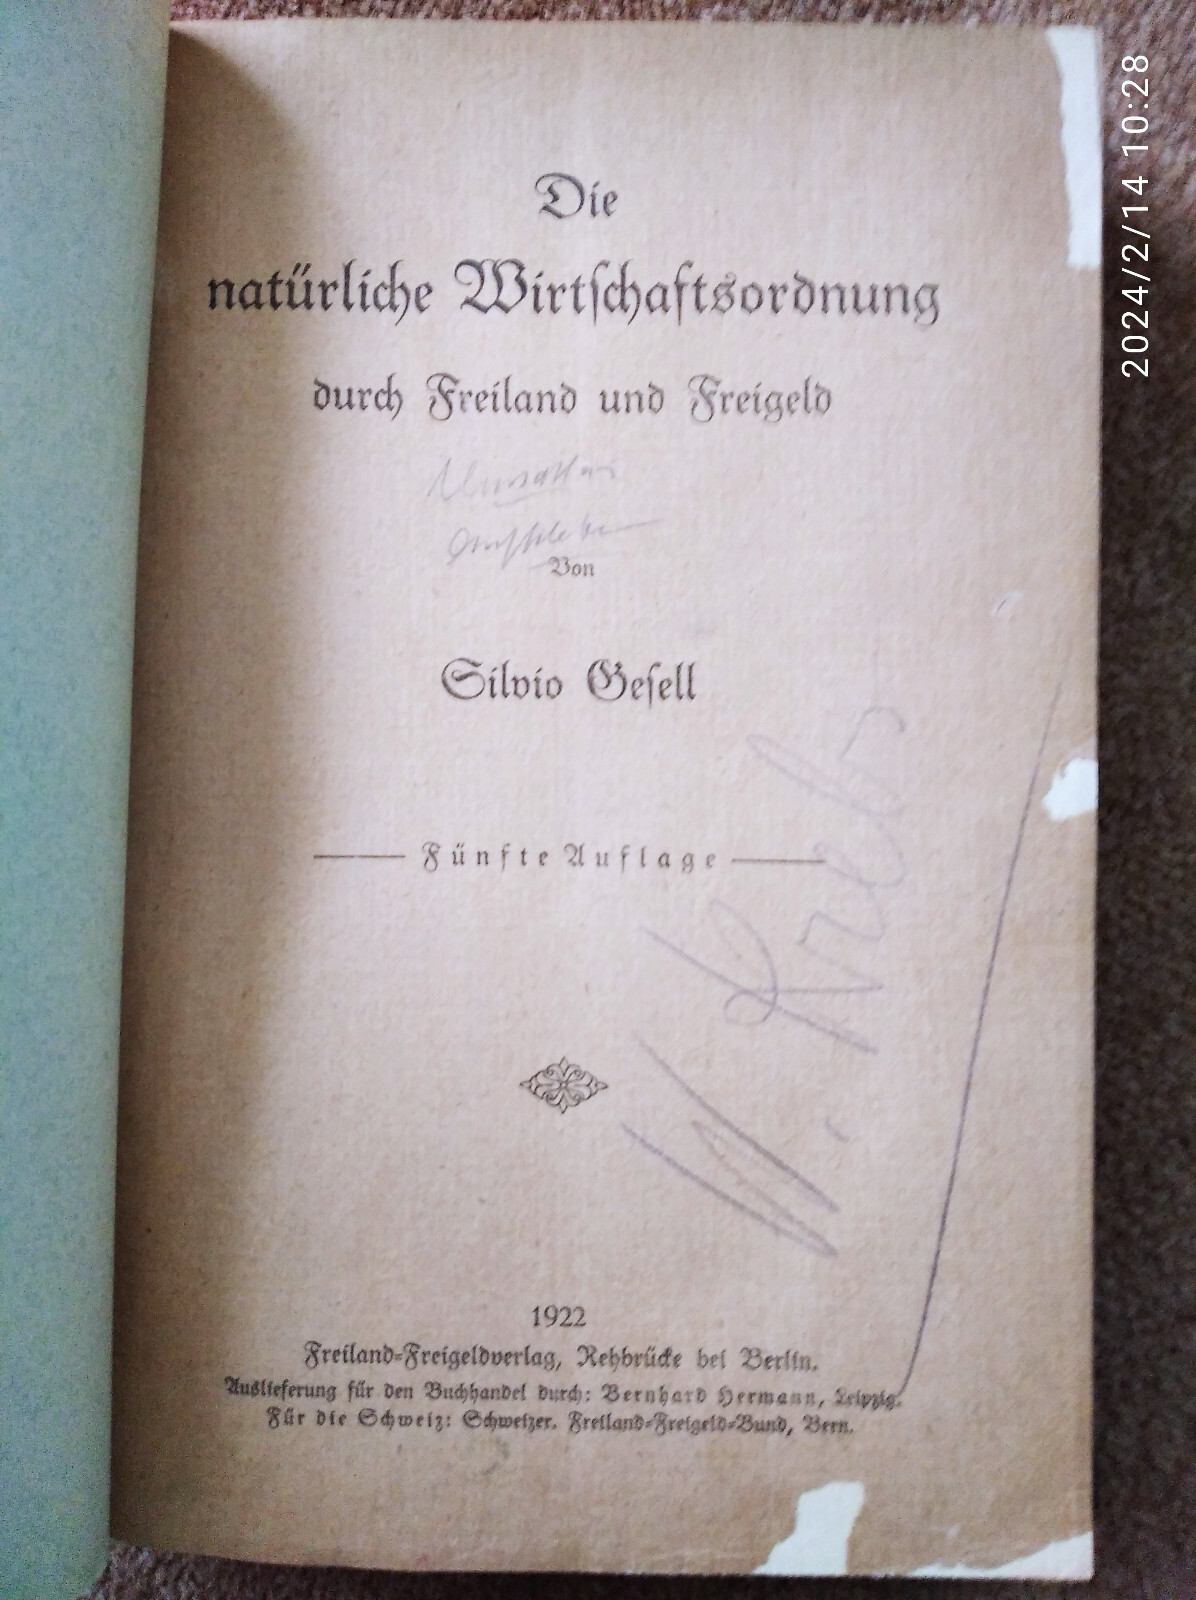 Die
natürliche Wirtschaftsordnung
durch Freiland und Freigeld
Von
Silvio Gesell
Fünfte Auflage
1922
Freiland-Freigeldverlag, Rehbrücke bei Berlin.
Auslieferung für den Buchhandel durch: Bernhard Hermann, Leipzig.
Für die Schweiz: Schweizer. Freiland-Freigeld-Bund, Bern.
2024/2/14 10:28